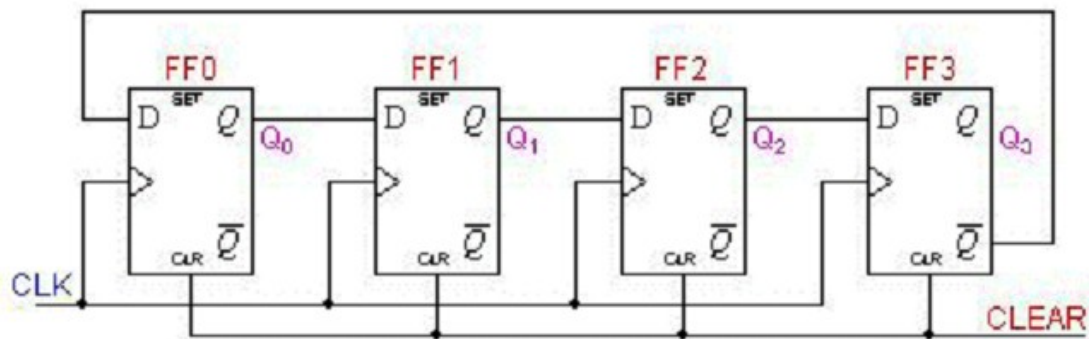 FF0 FF1 FF2 FF3
SET SET SET SET
D Q D Q D Q D Q
Q₀ Q₁ Q₂ Q₃
Q̅ Q̅ Q̅ Q̅
CLR CLR CLR CLR
CLK
CLEAR